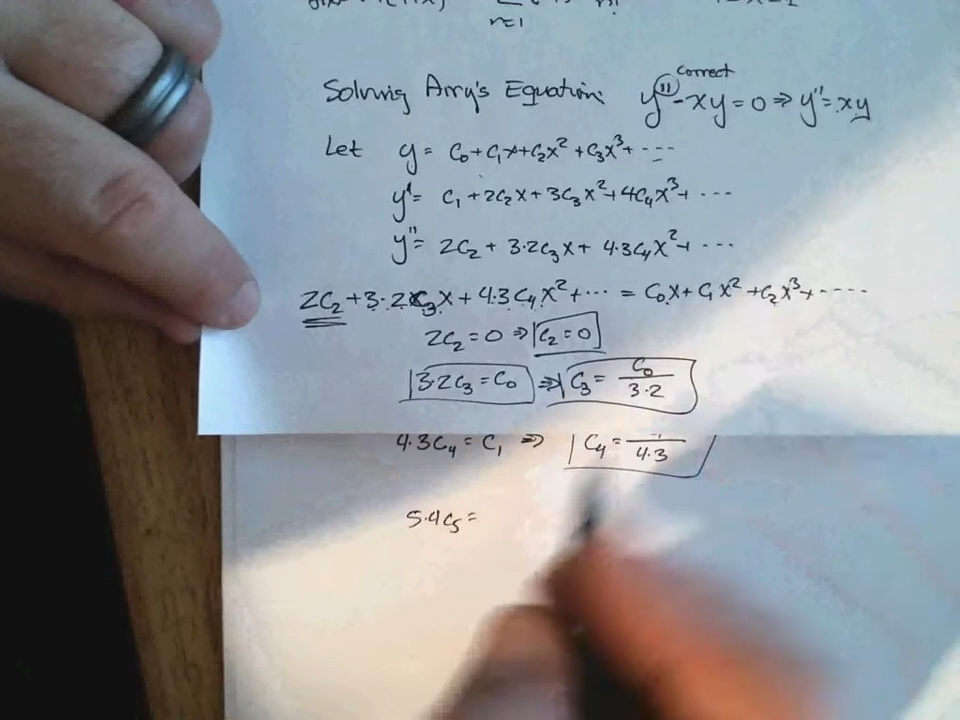 n=1
Solving Airy's Equation: y'' - xy = 0 ⇒ y'' = xy
correct
Let y = C₀ + C₁x + C₂x² + C₃x³ + ...
y' = C₁ + 2C₂x + 3C₃x² + 4C₄x³ + ...
y'' = 2C₂ + 3·2C₃x + 4·3C₄x² + ...
2C₂ + 3·2C₃x + 4·3C₄x² + ... = C₀x + C₁x² + C₂x³ + ....
2C₂ = 0 ⇒ C₂ = 0
3·2C₃ = C₀ ⇒ C₃ = C₀/3·2
4·3C₄ = C₁ ⇒ C₄ = /4·3
5·4C₅ =